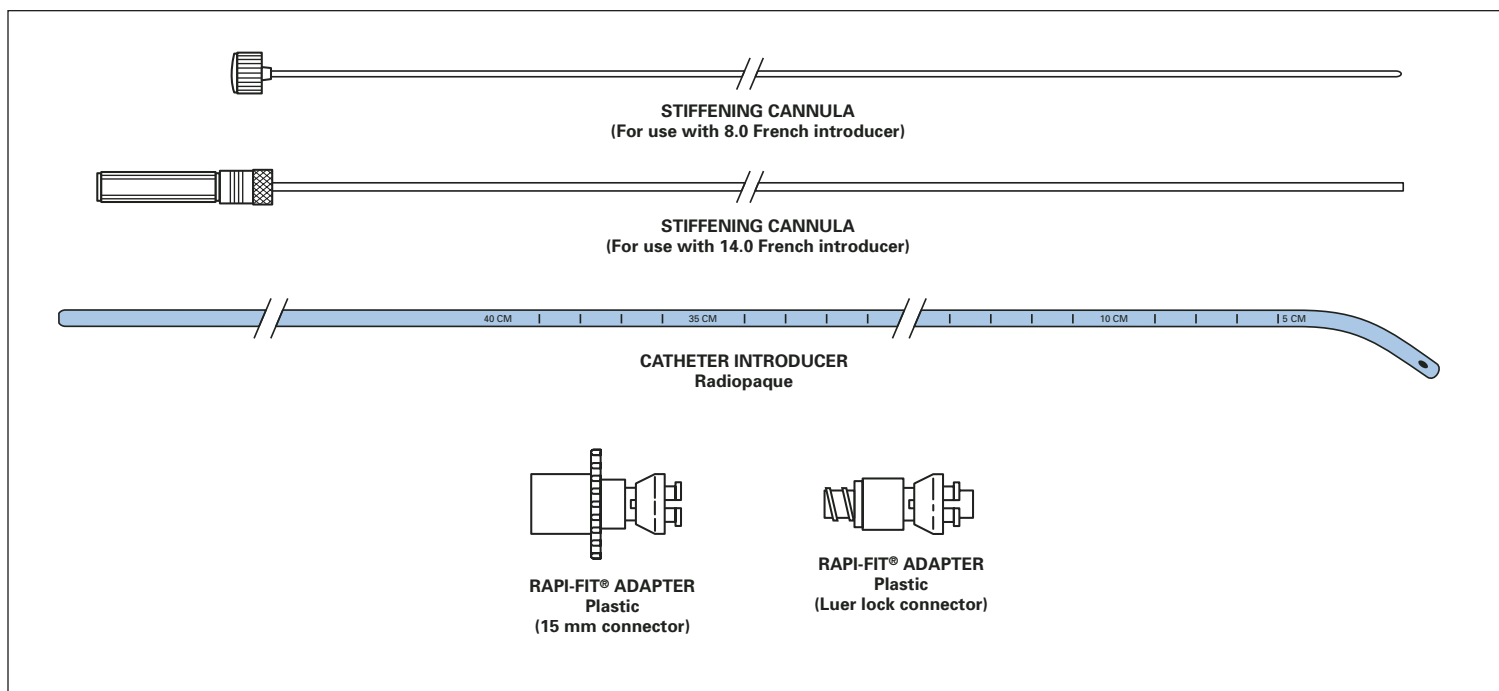 STIFFENING CANNULA
(For use with 8.0 French introducer)
STIFFENING CANNULA
(For use with 14.0 French introducer)
40 CM 35 CM 10 CM 5 CM
CATHETER INTRODUCER
Radiopaque
RAPI-FIT® ADAPTER
Plastic
(15 mm connector)
RAPI-FIT® ADAPTER
Plastic
(Luer lock connector)